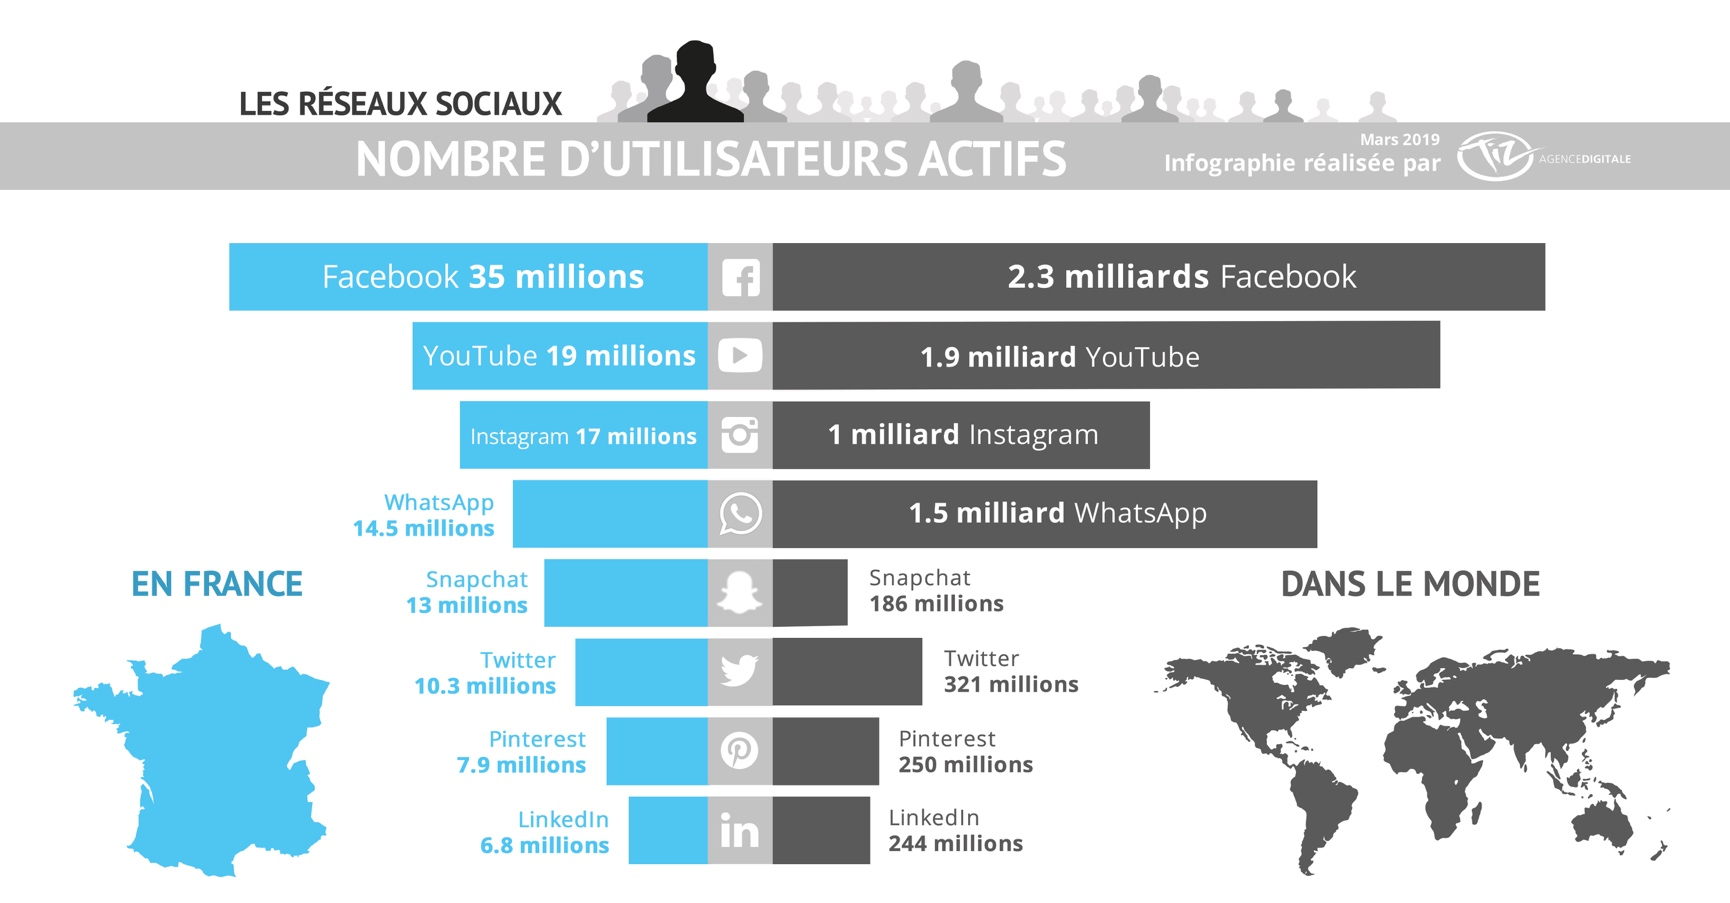 LES RÉSEAUX SOCIAUX
NOMBRE D'UTILISATEURS ACTIFS
Mars 2019
Infographie réalisée par
Tiz AGENCEDIGITALE
Facebook 35 millions
2.3 milliards Facebook
YouTube 19 millions
1.9 milliard YouTube
Instagram 17 millions
1 milliard Instagram
WhatsApp
14.5 millions
1.5 milliard WhatsApp
EN FRANCE
Snapchat
13 millions
Snapchat
186 millions
DANS LE MONDE
Twitter
10.3 millions
Twitter
321 millions
Pinterest
7.9 millions
Pinterest
250 millions
LinkedIn
6.8 millions
in
LinkedIn
244 millions